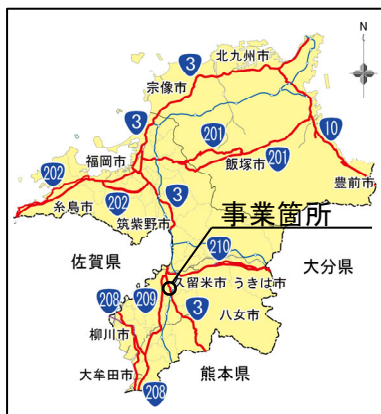 N
北九州市
3
宗像市
3
201
10
福岡市
202
飯塚市
201
豊前市
糸島市
202
3
筑紫野市
事業箇所
佐賀県
210
大分県
久留米市
うきは市
208
209
3
八女市
柳川市
大牟田市
熊本県
208